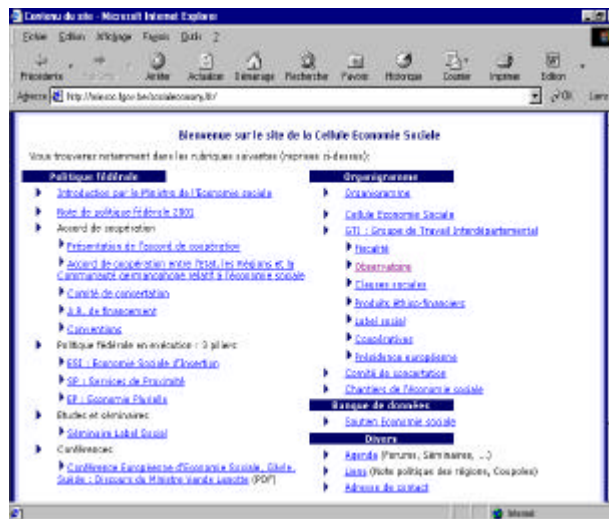 Contenu du site - Microsoft Internet Explorer
Fichier Edition Affichage Favoris Outils ?
Précédente Arrêter Actualiser Démarrage Rechercher Favoris Historique Courrier Imprimer Edition
Adresse OK Liens
Bienvenue sur le site de la Cellule Economie Sociale
Vous trouverez notamment dans les rubriques suivantes (reprises ci-dessus):
Politique fédérale
Introduction par le Ministre de l'Economie sociale
Note de politique fédérale 2001
Accord de coopération
Présentation de l'accord de coopération
Accord de coopération entre l'état, les Régions et la
Communauté germanophone relatif à l'économie sociale
Comité de concertation
A.R. de financement
Conventions
Politique fédérale en exécution : 3 piliers
ESI : Economie Sociale d'Insertion
SP : Services de Proximité
EP : Economie Plurielle
Etudes et séminaires
Séminaire Label Social
Conférences
Conférence Européenne d'Economie Sociale, Gävle,
Suède : Discours du Ministre Vande Lanotte (PDF)
Organigramme
Organigramme
Cellule Economie Sociale
GTI : Groupe de Travail Interdépartemental
Fiscalité
Observatoire
Clauses sociales
Produits éthico-financiers
Label social
Coopératives
Présidence européenne
Comité de concertation
Chantiers de l'économie sociale
Banque de données
Soutien Economie sociale
Divers
Agenda (Forums, Séminaires, ...)
Liens (Note politique des régions, Coupoles)
Adresse de contact
Internet